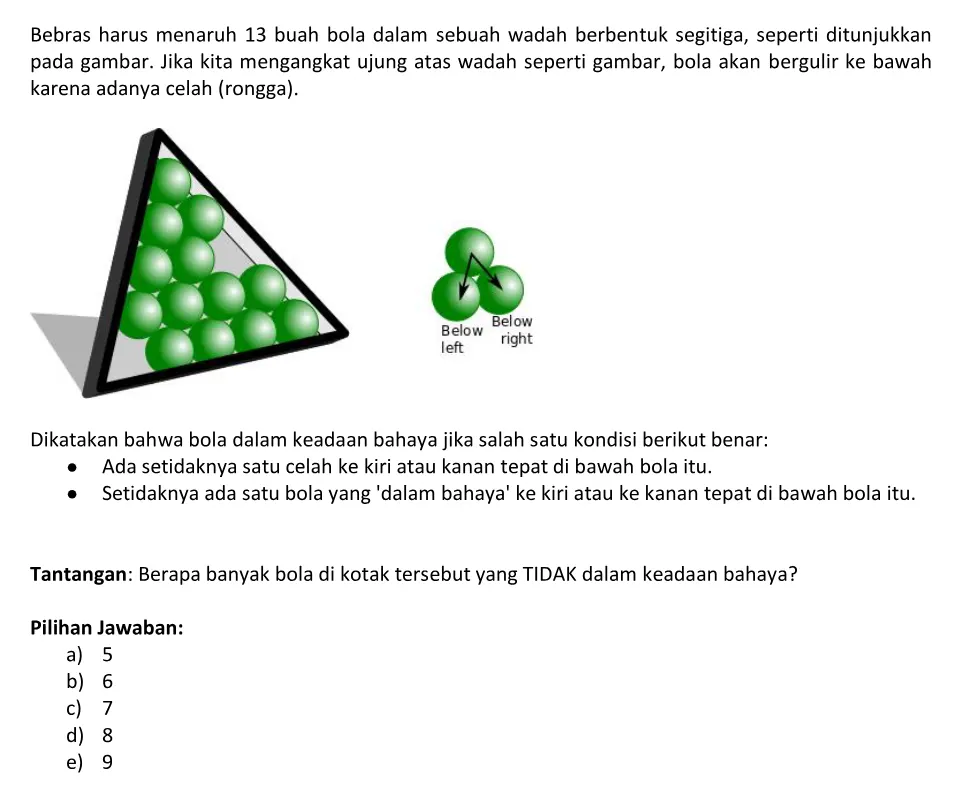 Bebras harus menaruh 13 buah bola dalam sebuah wadah berbentuk segitiga, seperti ditunjukkan
pada gambar. Jika kita mengangkat ujung atas wadah seperti gambar, bola akan bergulir ke bawah
karena adanya celah (rongga).
Below
left
Below
right
Dikatakan bahwa bola dalam keadaan bahaya jika salah satu kondisi berikut benar:
• Ada setidaknya satu celah ke kiri atau kanan tepat di bawah bola itu.
• Setidaknya ada satu bola yang 'dalam bahaya' ke kiri atau ke kanan tepat di bawah bola itu.
Tantangan: Berapa banyak bola di kotak tersebut yang TIDAK dalam keadaan bahaya?
Pilihan Jawaban:
a) 5
b) 6
c) 7
d) 8
e) 9